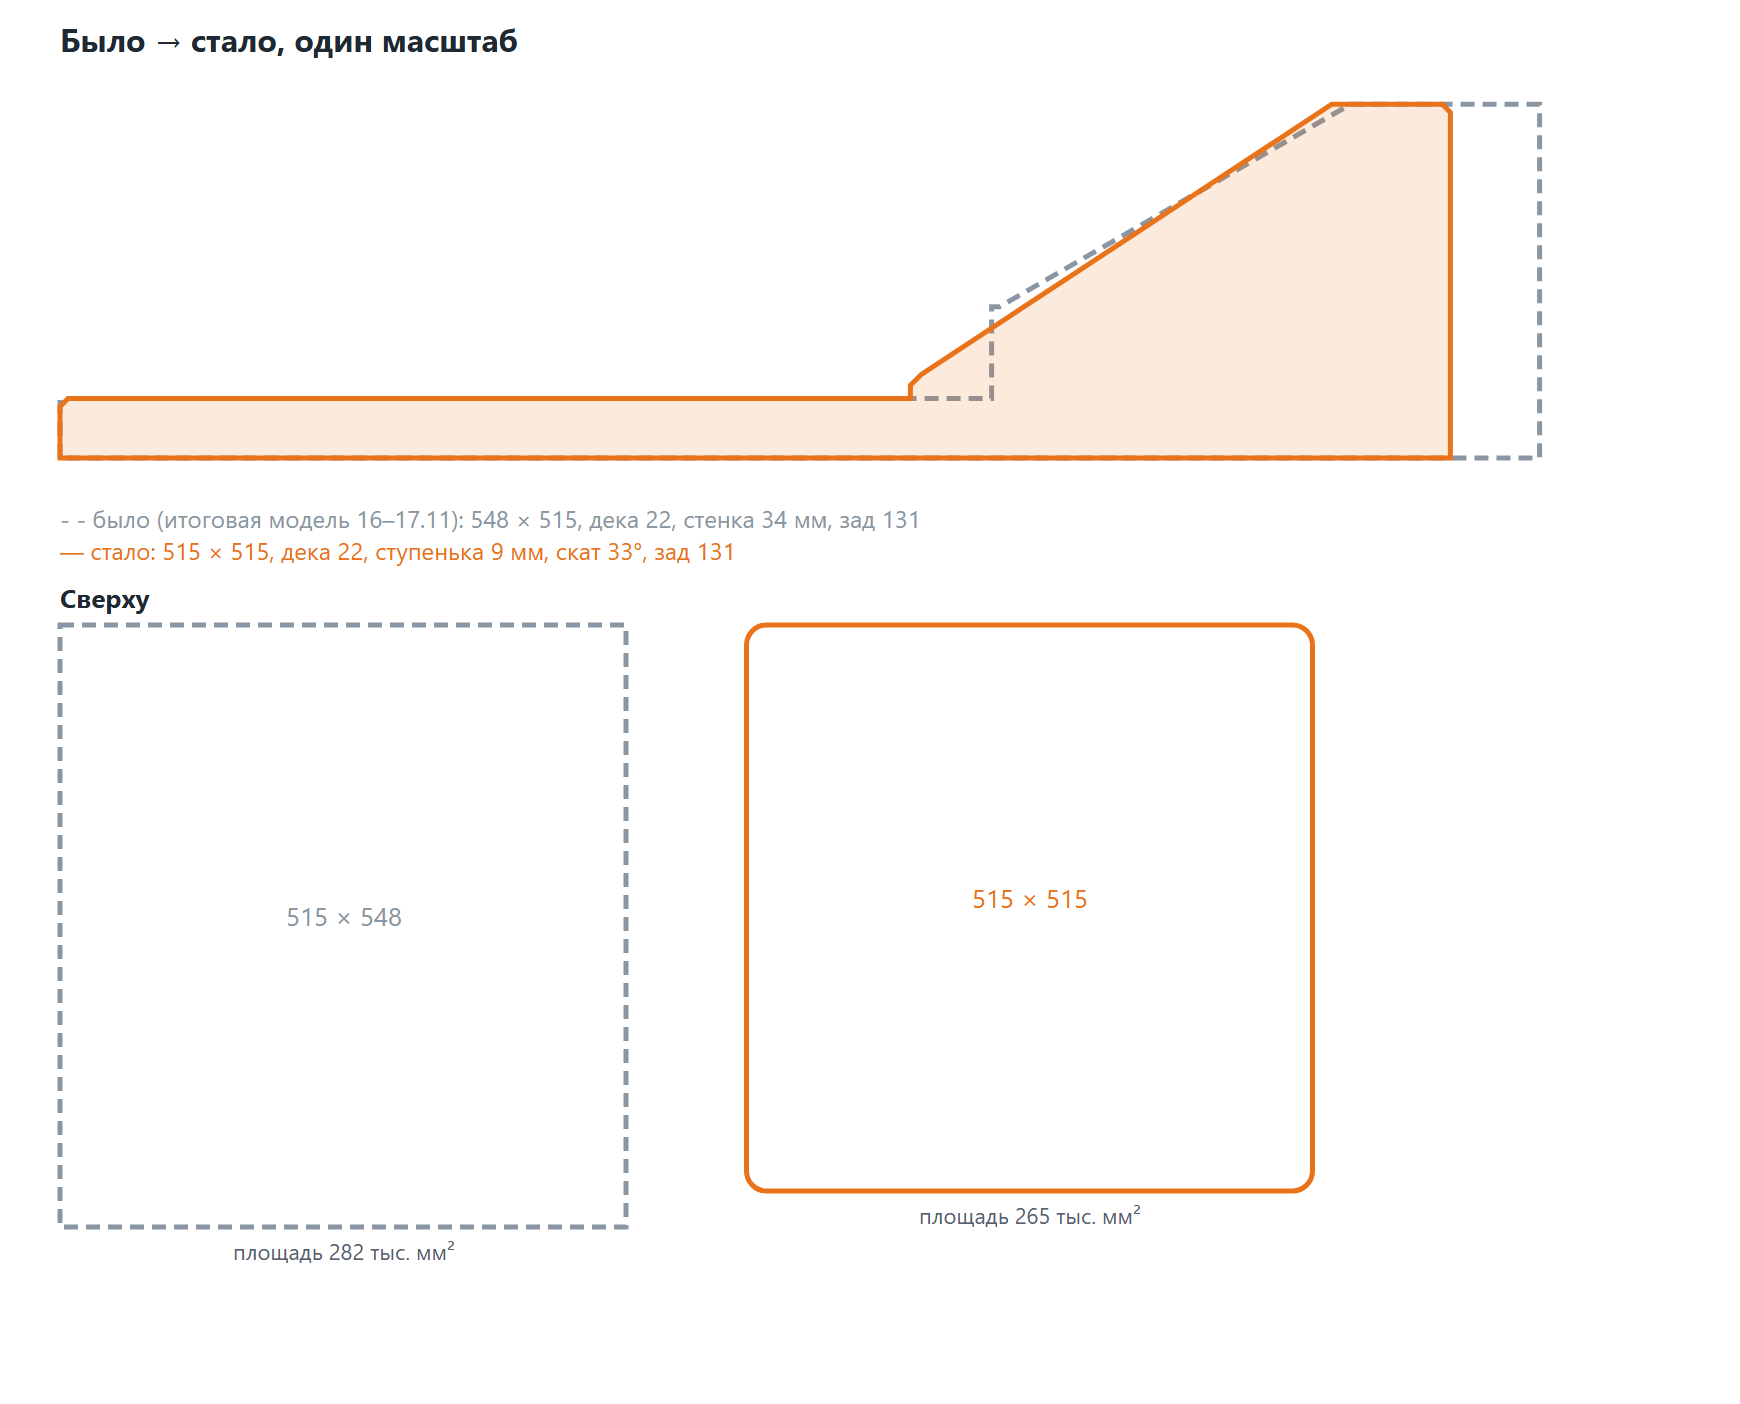 Было → стало, один масштаб
- - было (итоговая модель 16–17.11): 548 × 515, дека 22, стенка 34 мм, зад 131
— стало: 515 × 515, дека 22, ступенька 9 мм, скат 33°, зад 131
Сверху
515 × 548
515 × 515
площадь 265 тыс. мм²
площадь 282 тыс. мм²